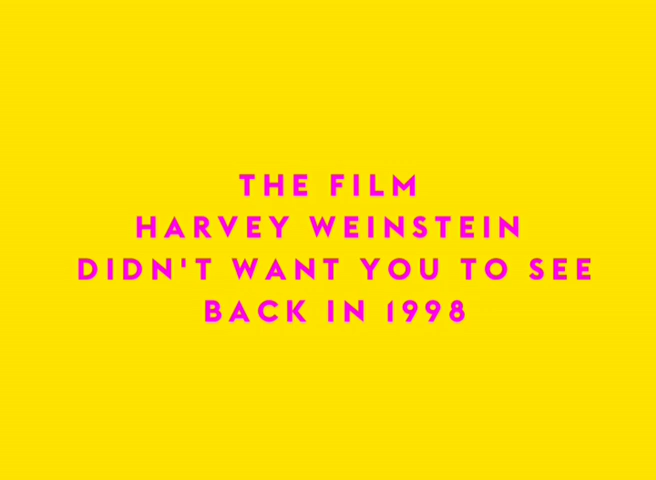 THE FILM
HARVEY WEINSTEIN
DIDN'T WANT YOU TO SEE
BACK IN 1998